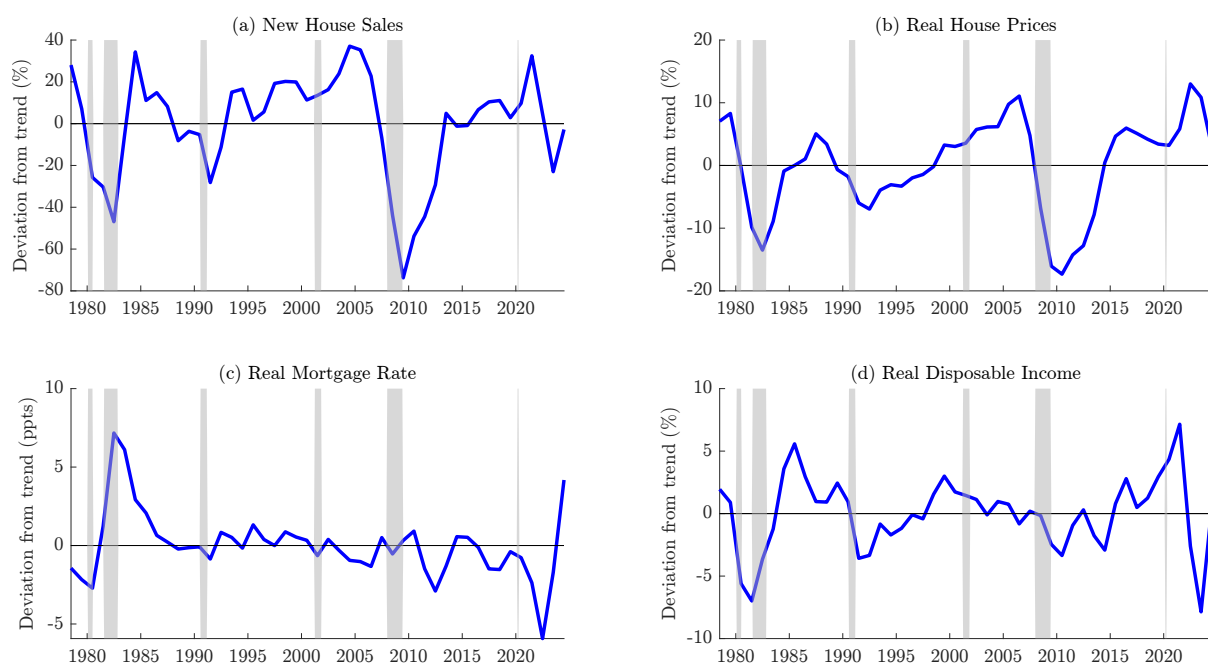 (a) New House Sales
Deviation from trend (%)
40
20
0
-20
-40
-60
-80
1980 1985 1990 1995 2000 2005 2010 2015 2020
(b) Real House Prices
Deviation from trend (%)
20
10
0
-10
-20
1980 1985 1990 1995 2000 2005 2010 2015 2020
(c) Real Mortgage Rate
Deviation from trend (ppts)
10
5
0
-5
1980 1985 1990 1995 2000 2005 2010 2015 2020
(d) Real Disposable Income
Deviation from trend (%)
10
5
0
-5
-10
1980 1985 1990 1995 2000 2005 2010 2015 2020